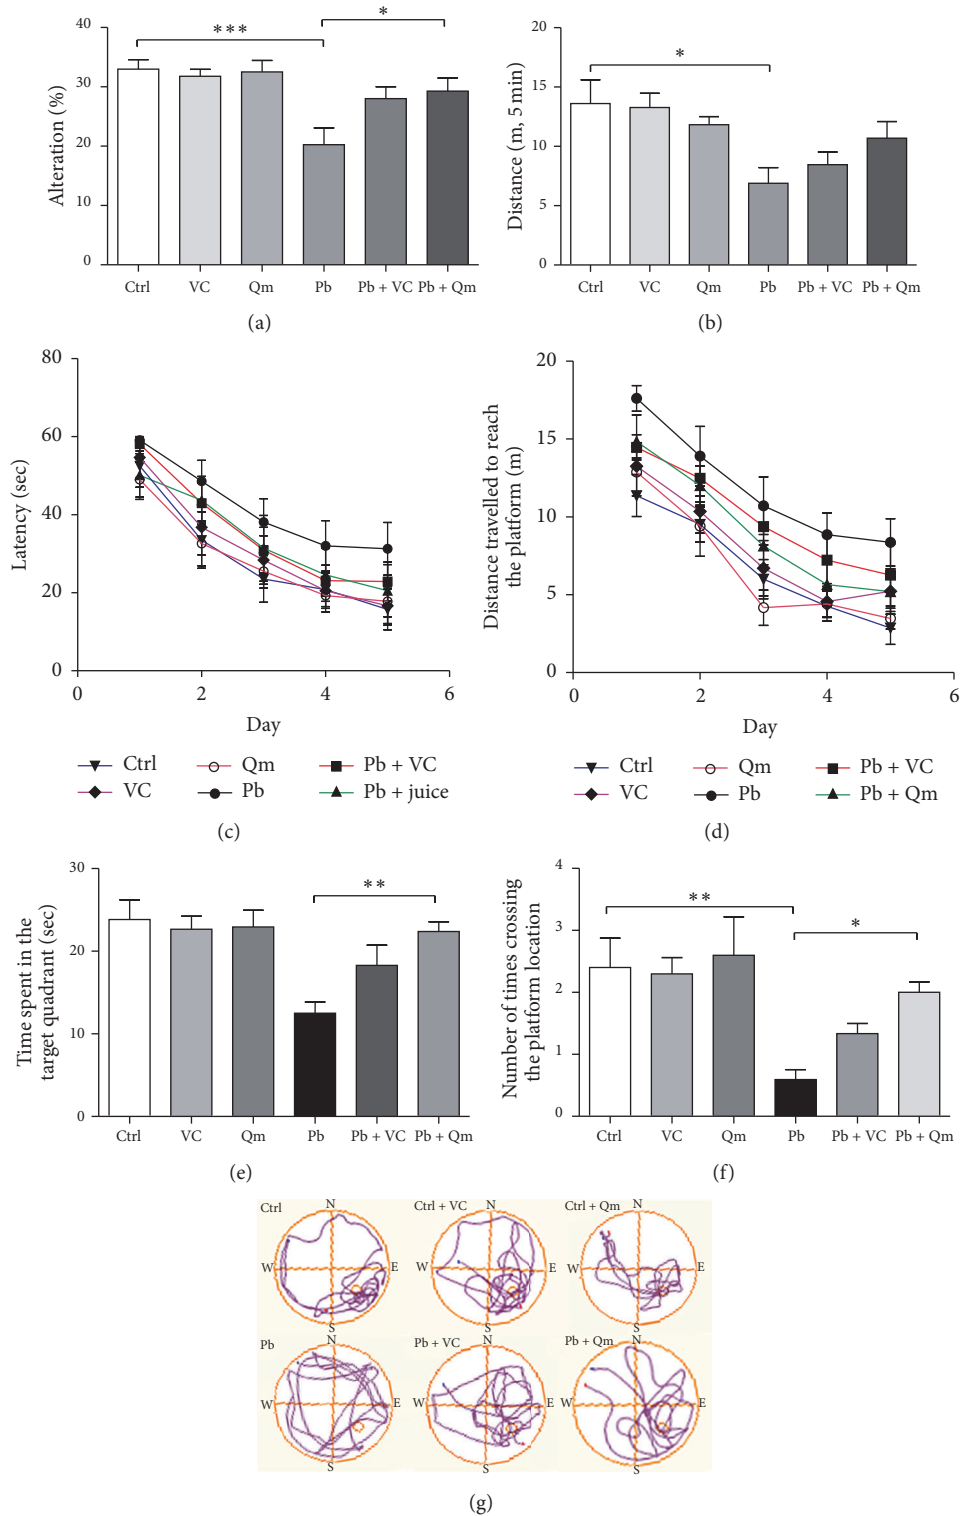 Alteration (%)
40
30
20
10
0
***
*
Ctrl VC Qm Pb Pb + VC Pb + Qm
(a)
Distance (m, 5 min)
20
15
10
5
0
*
Ctrl VC Qm Pb Pb + VC Pb + Qm
(b)
Latency (sec)
80
60
40
20
0
0 2 4 6
Day
Ctrl Qm Pb + VC
VC Pb Pb + juice
(c)
Distance travelled to reach
the platform (m)
20
15
10
5
0
0 2 4 6
Day
Ctrl Qm Pb + VC
VC Pb Pb + Qm
(d)
Time spent in the
target quadrant (sec)
30
20
10
0
**
Ctrl VC Qm Pb Pb + VC Pb + Qm
(e)
Number of times crossing
the platform location
4
3
2
1
0
**
*
Ctrl VC Qm Pb Pb + VC Pb + Qm
(f)
Ctrl N W E S
Ctrl + VC N W E S
Ctrl + Qm N W E S
Pb N W E S
Pb + VC N W E S
Pb + Qm N W E S
(g)